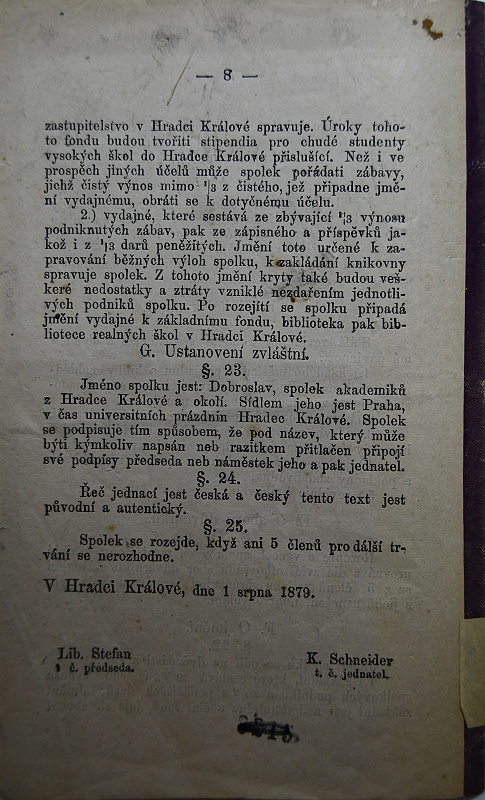 — 8 —
zastupitelstvo v Hradci Králové spravuje. Úroky toho-
to fondu budou tvořiti stipendia pro chudé studenty
vysokých škol do Hradce Králové přislušící. Než i ve
prospěch jiných účelů může spolek pořádati zábavy,
jichž čistý výnos mimo ¹|3 z čistého, jež připadne jmě-
ní vydajnému, obráti se k dotyčnému účelu.
2.) vydajné, které sestává ze zbývající ¹|3 výnosu
podniknutých zábav, pak ze zápisného a příspěvků ja-
kož i z ¹|3 darů peněžítých. Jmění toto určené k za-
pravování běžných výloh spolku, k zakládání knikovny
spravuje spolek. Z tohoto jmění kryty také budou veš-
keré nedostatky a ztráty vzniklé nezdařením jednotli-
vých podniků spolku. Po rozejítí se spolku připadá
jmění vydajné k základnímu fondu, biblioteka pak bib-
liotece realných škol v Hradci Králové.
G. Ustanovení zvláštní.
§. 23.
Jméno spolku jest: Dobroslav, spolek akademiků
z Hradce Králové a okolí. Sídlem jeho jest Praha,
v čas universitních prázdnin Hradec Králové. Spolek
se podpisuje tím spůsobem, že pod název, který může
býti kýmkoliv napsán neb razitkem přitlačen připojí
své podpisy předseda neb náměstek jeho a pak jednatel.
§. 24.
Řeč jednací jest česká a český tento text jest
původní a autentický.
§. 25.
Spolek se rozejde, když ani 5 členů pro další tr-
vání se nerozhodne.
V Hradci Králové, dne 1 srpna 1879.
Lib. Stefan
t č. předseda.
K. Schneider
t. č. jednatel.